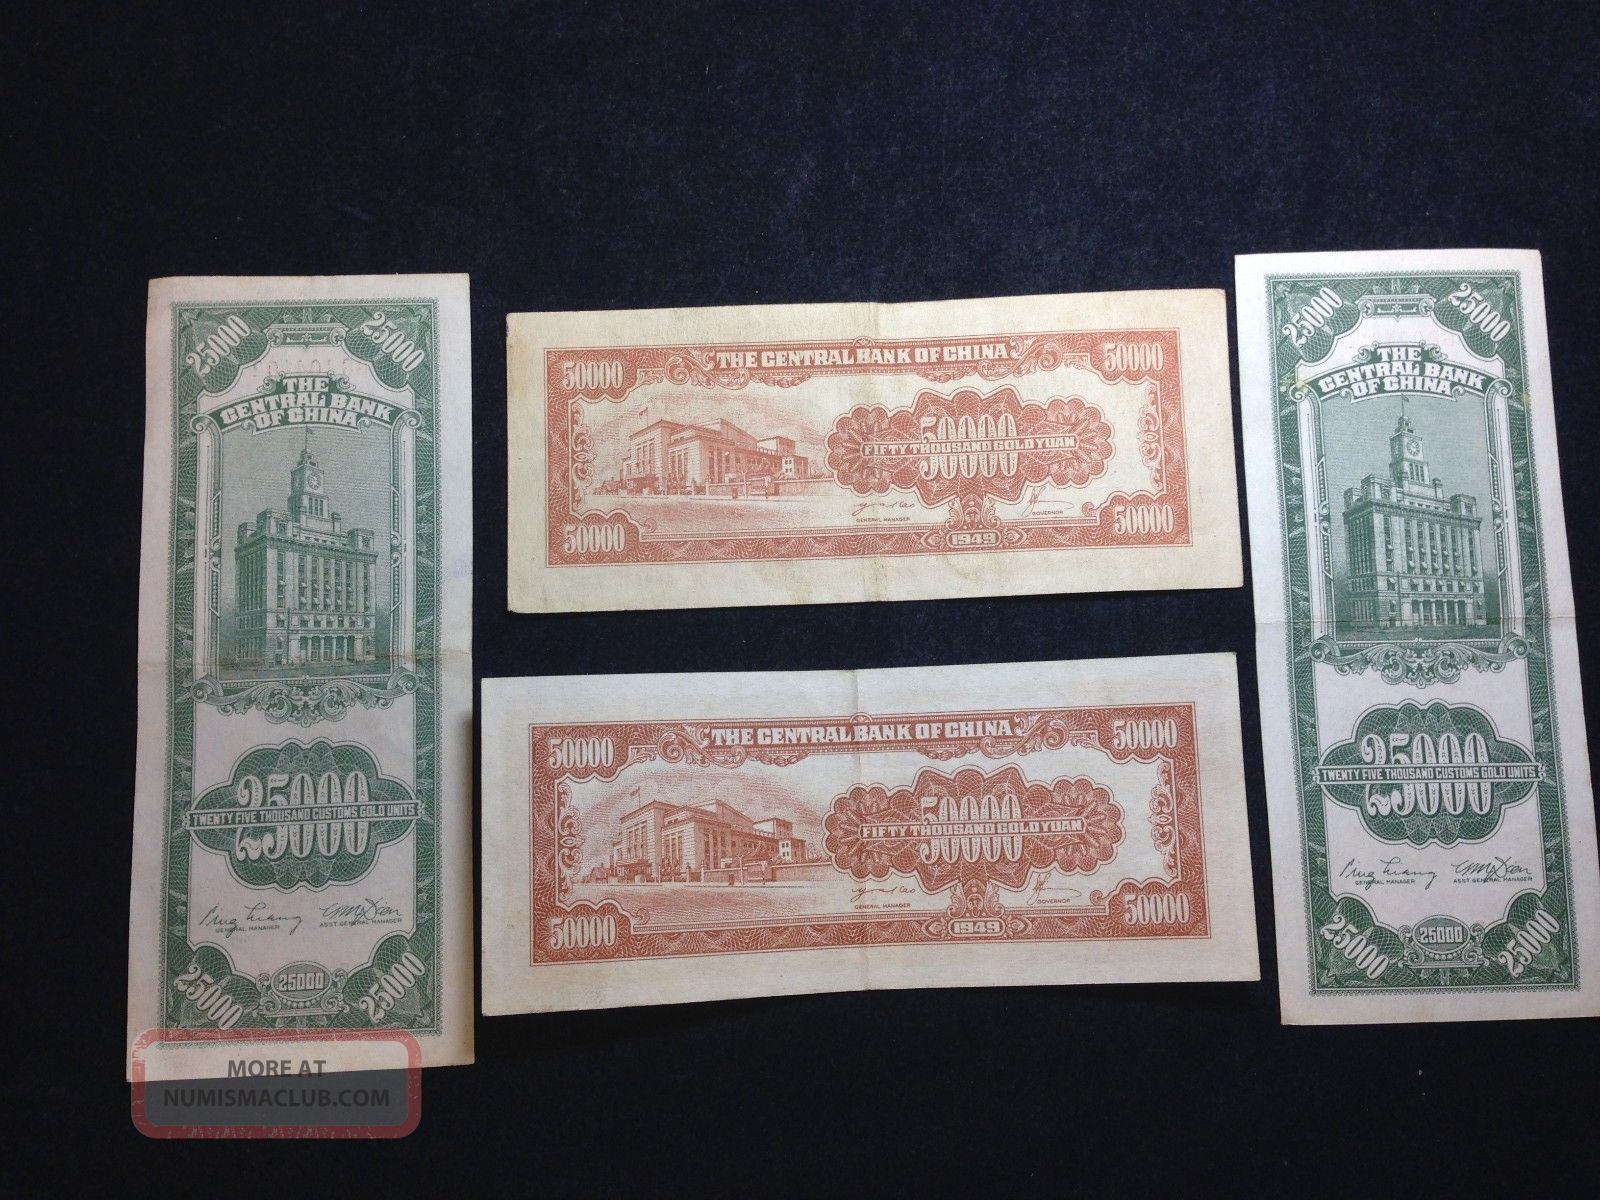 25000 25000
THE
CENTRAL BANK
OF CHINA
25000
TWENTY FIVE THOUSAND CUSTOMS GOLD UNITS
GENERAL MANAGER
ASST GENERAL MANAGER
25000 25000 25000
50000 THE CENTRAL BANK OF CHINA 50000
50000
FIFTY THOUSAND GOLD YUAN
GENERAL MANAGER
GOVERNOR
50000 1949 50000
50000 THE CENTRAL BANK OF CHINA 50000
50000
FIFTY THOUSAND GOLD YUAN
GENERAL MANAGER
GOVERNOR
50000 1949 50000
25000 25000
THE
CENTRAL BANK
OF CHINA
25000
TWENTY FIVE THOUSAND CUSTOMS GOLD UNITS
GENERAL MANAGER
ASST GENERAL MANAGER
25000 25000 25000
MORE AT
NUMISMACLUB.COM